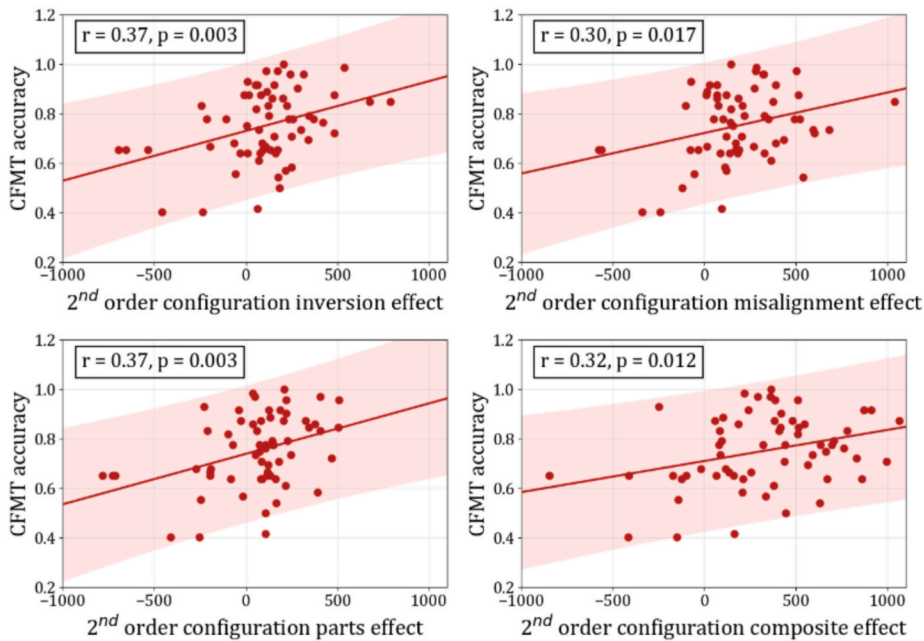 r = 0.37, p = 0.003
CFMT accuracy
1.2
1.0
0.8
0.6
0.4
0.2
−1000 −500 0 500 1000
2nd order configuration inversion effect
r = 0.30, p = 0.017
CFMT accuracy
1.2
1.0
0.8
0.6
0.4
0.2
−1000 −500 0 500 1000
2nd order configuration misalignment effect
r = 0.37, p = 0.003
CFMT accuracy
1.2
1.0
0.8
0.6
0.4
0.2
−1000 −500 0 500 1000
2nd order configuration parts effect
r = 0.32, p = 0.012
CFMT accuracy
1.2
1.0
0.8
0.6
0.4
0.2
−1000 −500 0 500 1000
2nd order configuration composite effect